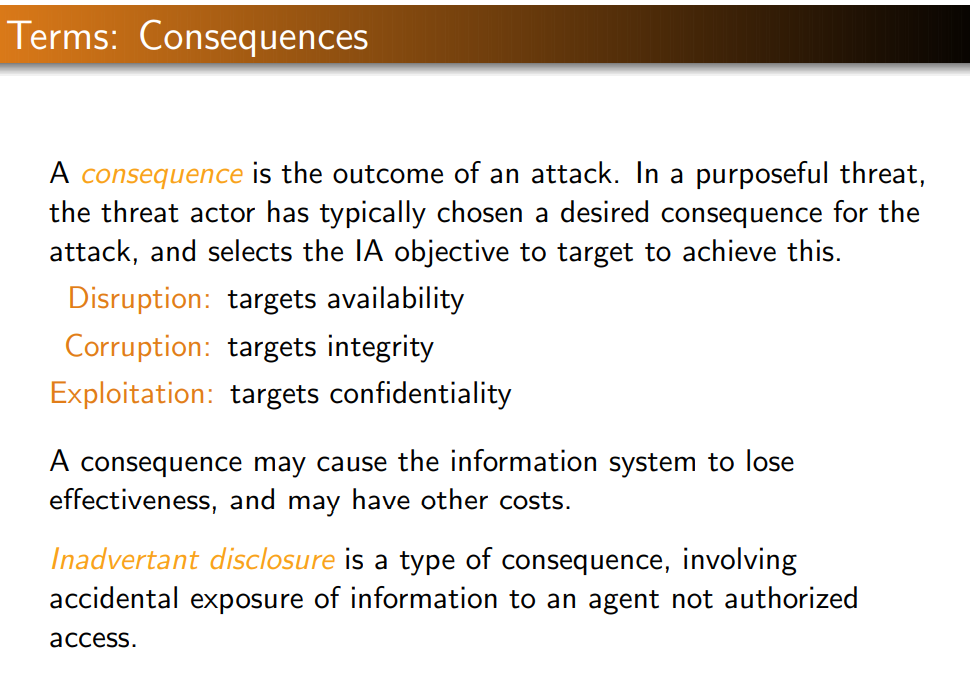 Terms: Consequences
A consequence is the outcome of an attack. In a purposeful threat,
the threat actor has typically chosen a desired consequence for the
attack, and selects the IA objective to target to achieve this.
Disruption: targets availability
Corruption: targets integrity
Exploitation: targets confidentiality
A consequence may cause the information system to lose
effectiveness, and may have other costs.
Inadvertant disclosure is a type of consequence, involving
accidental exposure of information to an agent not authorized
access.